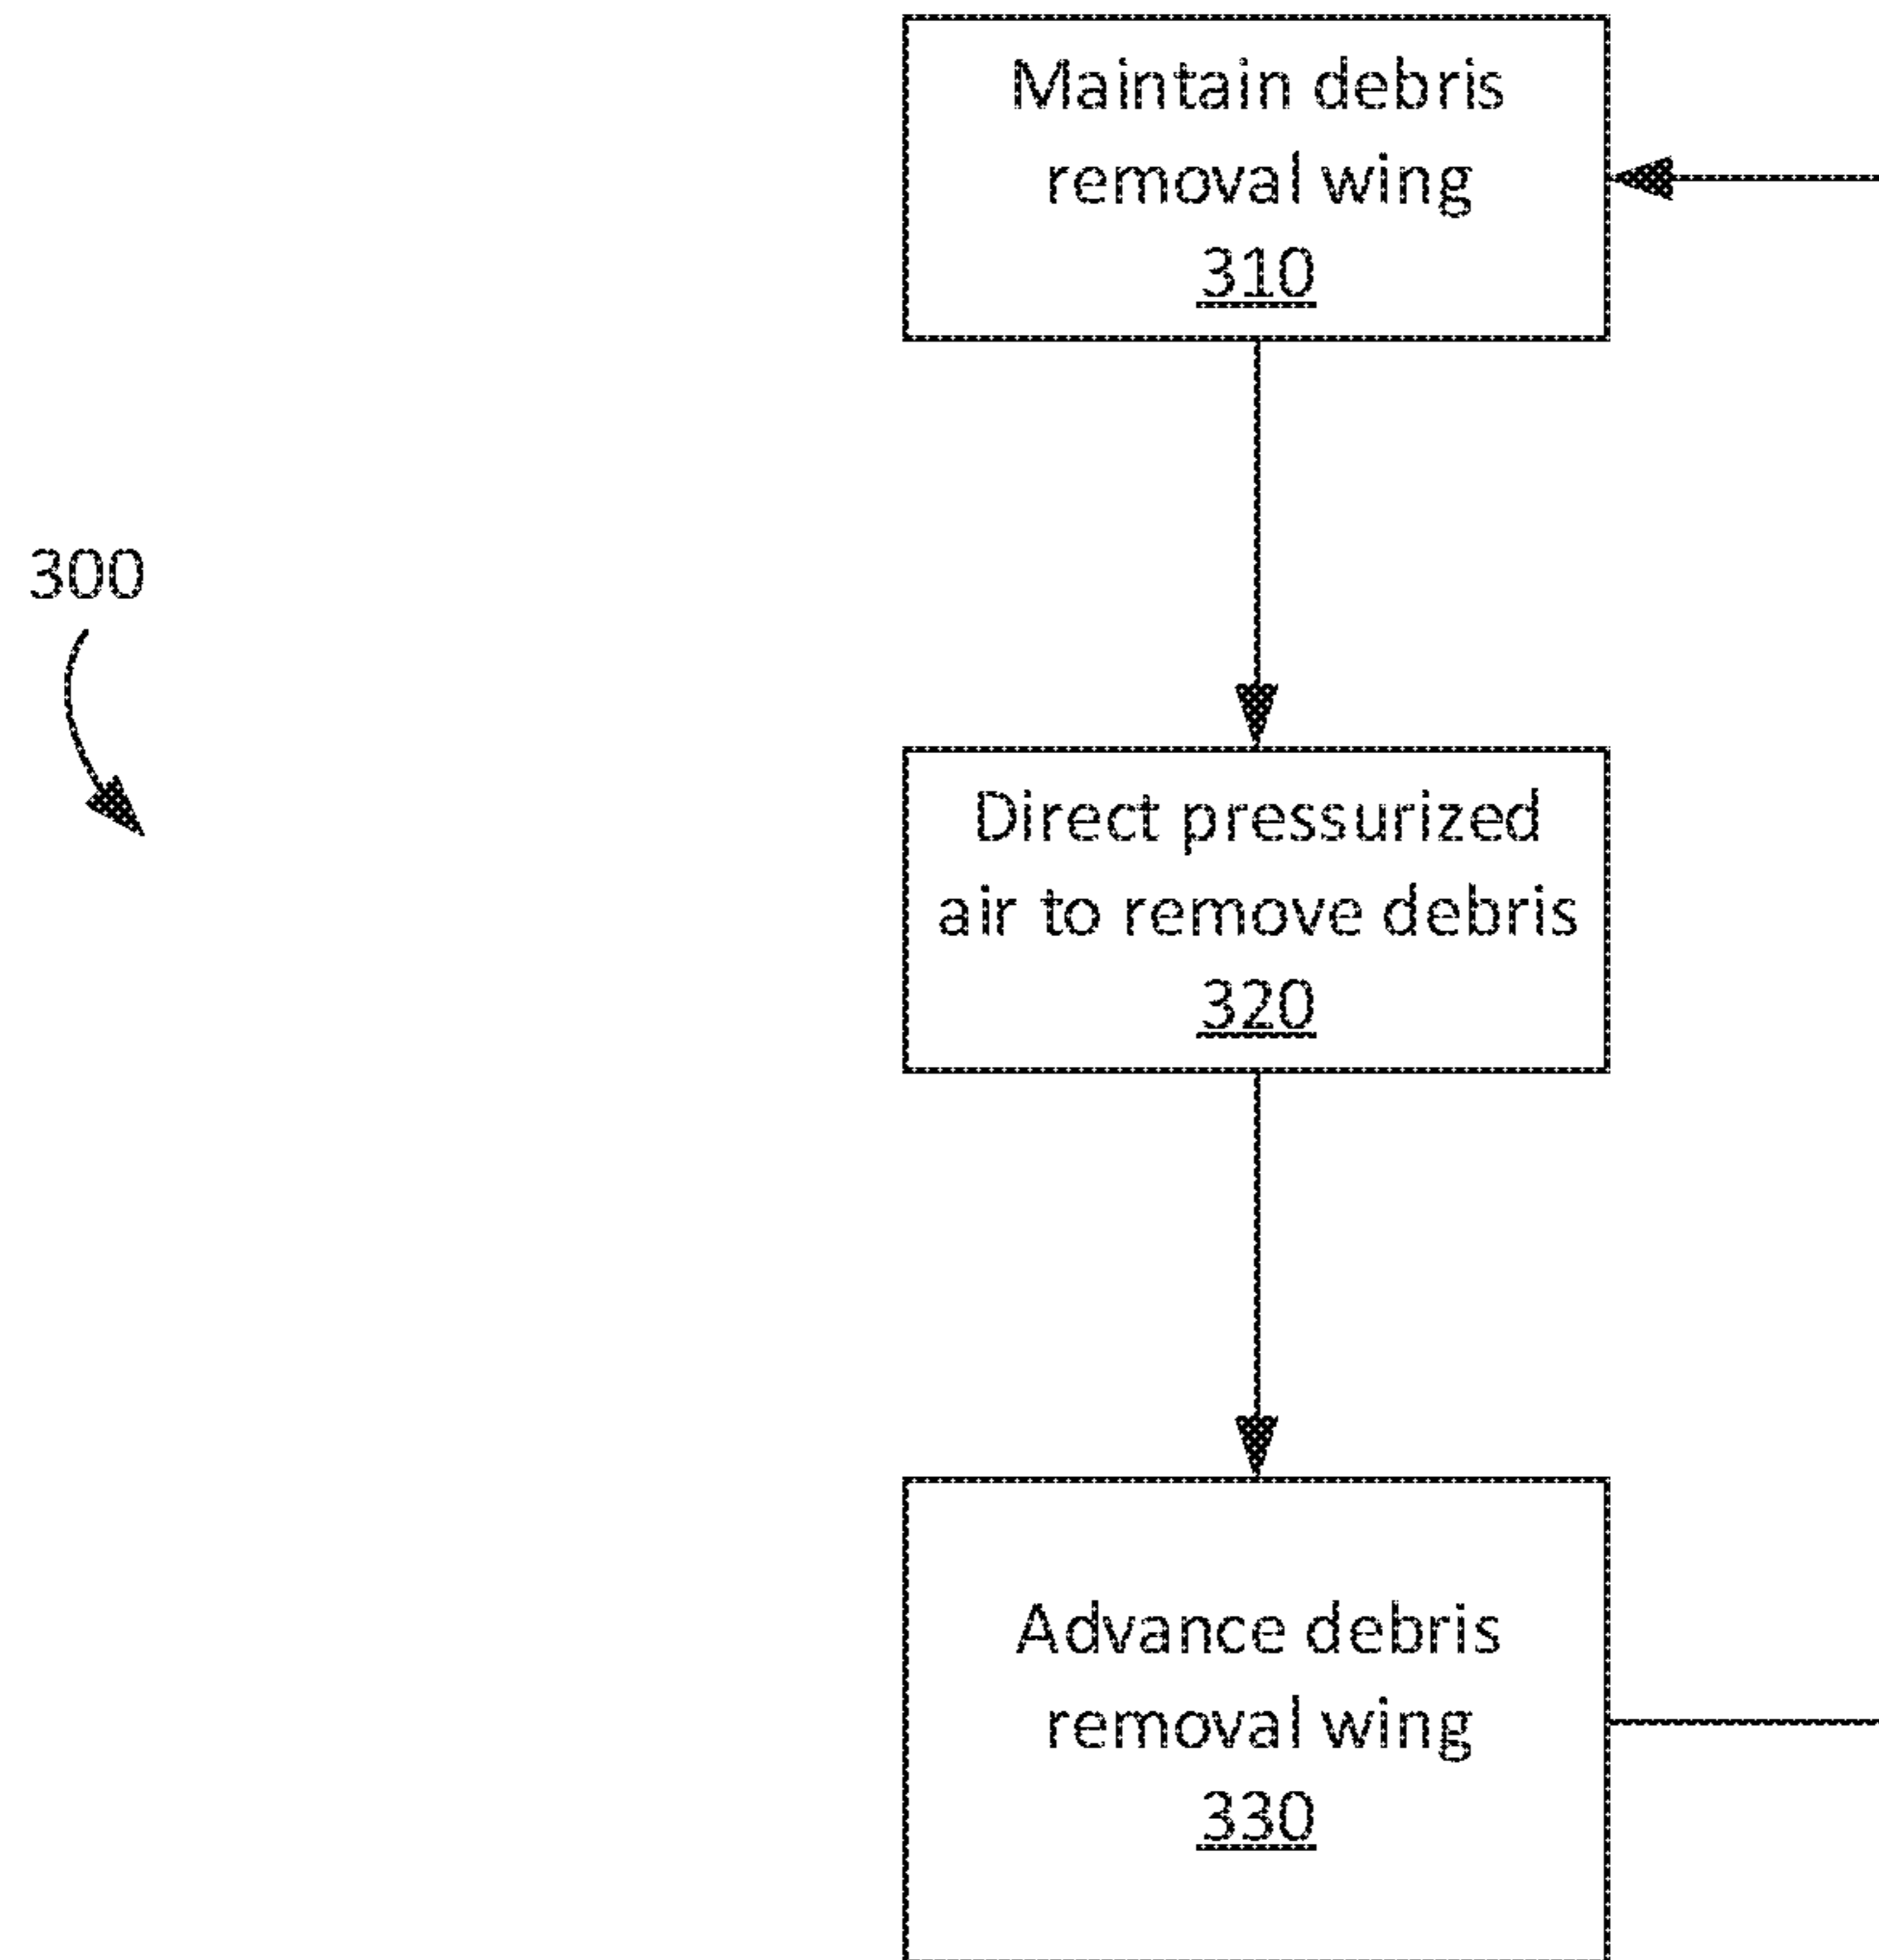 Maintain debris
removal wing
310
300
Direct pressurized
air to remove debris
320
Advance debris
removal wing
330